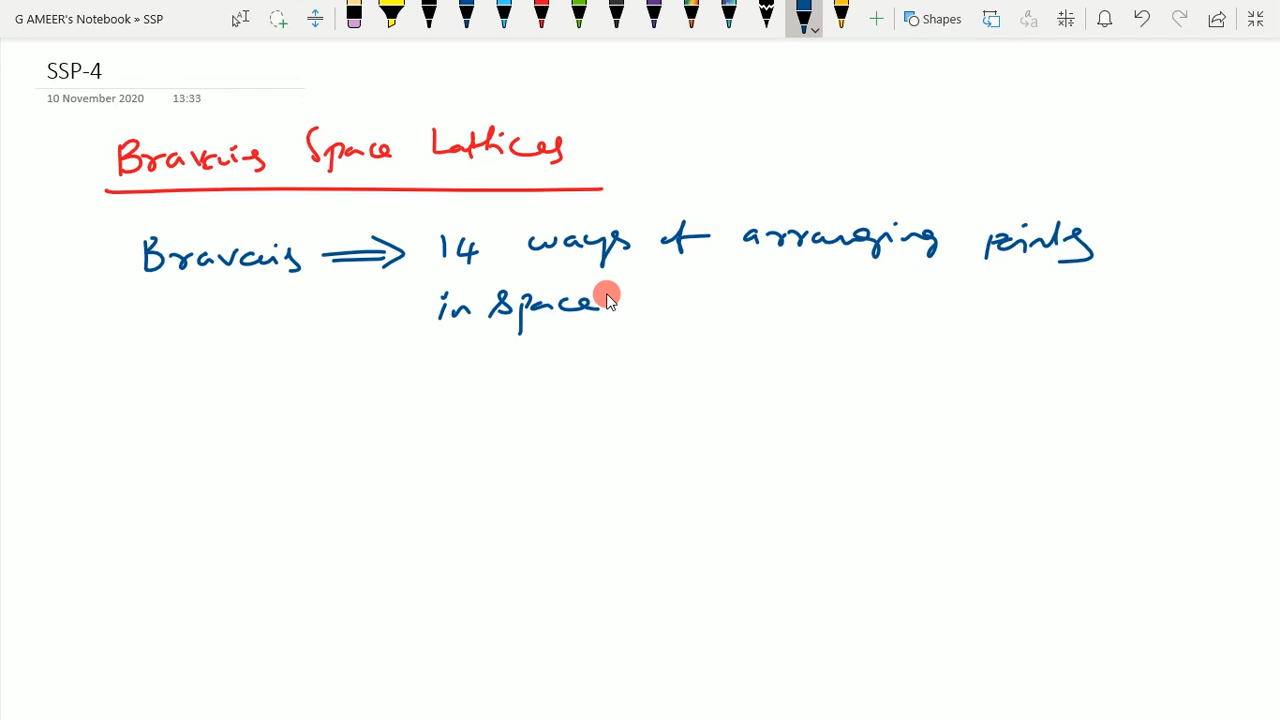 G AMEER's Notebook » SSP
Shapes
SSP-4
10 November 2020 13:33
Bravais Space Lattices
Bravais ⟹ 14 ways of arranging points
in space